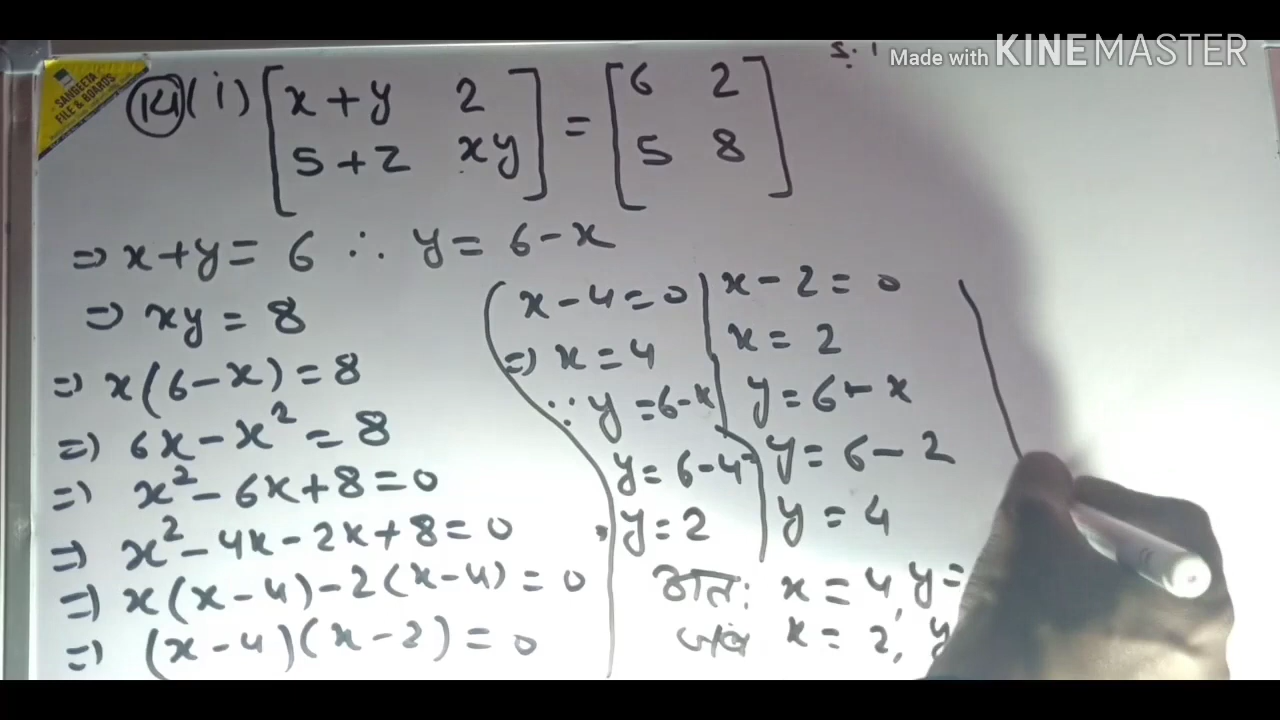 Made with KINEMASTER
SANGEETA
FILE & BOARDS
14 (i) [x+y 2] = [6 2]
[5+z xy] [5 8]
⇒ x+y = 6 ∴ y = 6-x
⇒ xy = 8
⇒ x(6-x) = 8
⇒ 6x - x² = 8
⇒ x² - 6x + 8 = 0
⇒ x² - 4x - 2x + 8 = 0
⇒ x(x-4) - 2(x-4) = 0
⇒ (x-4)(x-2) = 0
x - 4 = 0
⇒ x = 4
∴ y = 6-x
y = 6-4
y = 2
x - 2 = 0
x = 2
y = 6 - x
y = 6 - 2
y = 4
अतः x = 4, y =
जब x = 2, y